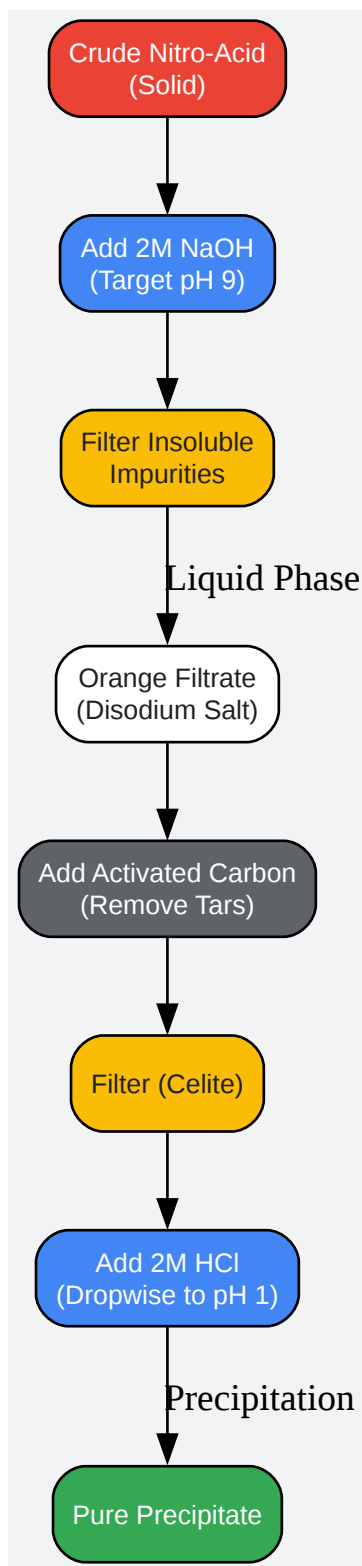 Crude Nitro-Acid
(Solid)
Add 2M NaOH
(Target pH 9)
Filter Insoluble
Impurities
Liquid Phase
Orange Filtrate
(Disodium Salt)
Add Activated Carbon
(Remove Tars)
Filter (Celite)
Add 2M HCl
(Dropwise to pH 1)
Precipitation
Pure Precipitate